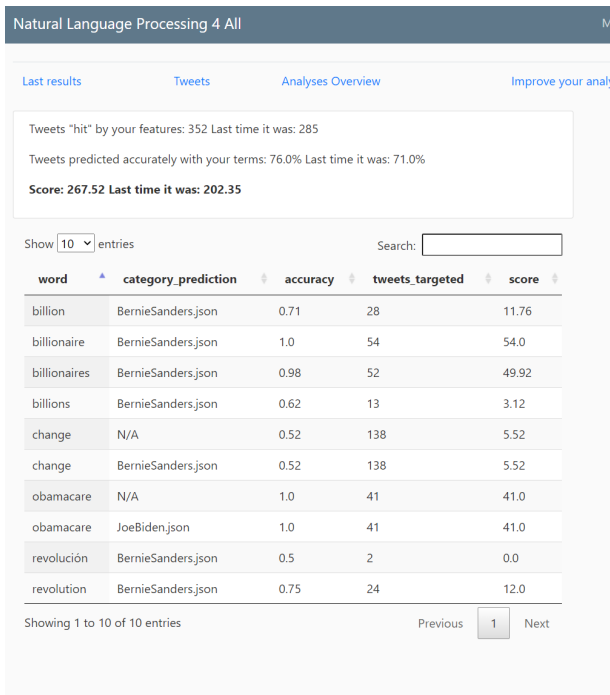 Natural Language Processing 4 All M
Last results Tweets Analyses Overview Improve your analy
Tweets "hit" by your features: 352 Last time it was: 285
Tweets predicted accurately with your terms: 76.0% Last time it was: 71.0%
Score: 267.52 Last time it was: 202.35
Show 10 entries Search:
word category_prediction accuracy tweets_targeted score
billion BernieSanders.json 0.71 28 11.76
billionaire BernieSanders.json 1.0 54 54.0
billionaires BernieSanders.json 0.98 52 49.92
billions BernieSanders.json 0.62 13 3.12
change N/A 0.52 138 5.52
change BernieSanders.json 0.52 138 5.52
obamacare N/A 1.0 41 41.0
obamacare JoeBiden.json 1.0 41 41.0
revolución BernieSanders.json 0.5 2 0.0
revolution BernieSanders.json 0.75 24 12.0
Showing 1 to 10 of 10 entries Previous 1 Next